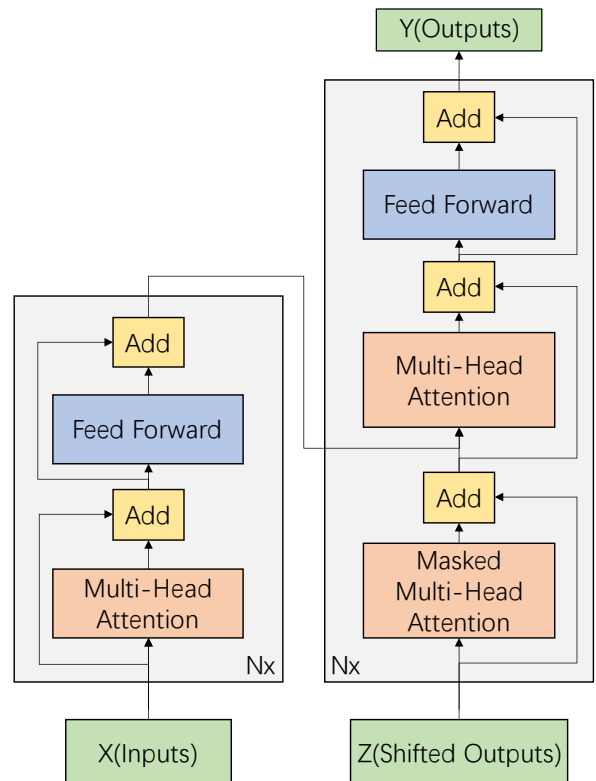 Y(Outputs)
Add
Feed Forward
Add
Multi-Head
Attention
Add
Masked
Multi-Head
Attention
Nx
Z(Shifted Outputs)
Add
Feed Forward
Add
Multi-Head
Attention
Nx
X(Inputs)